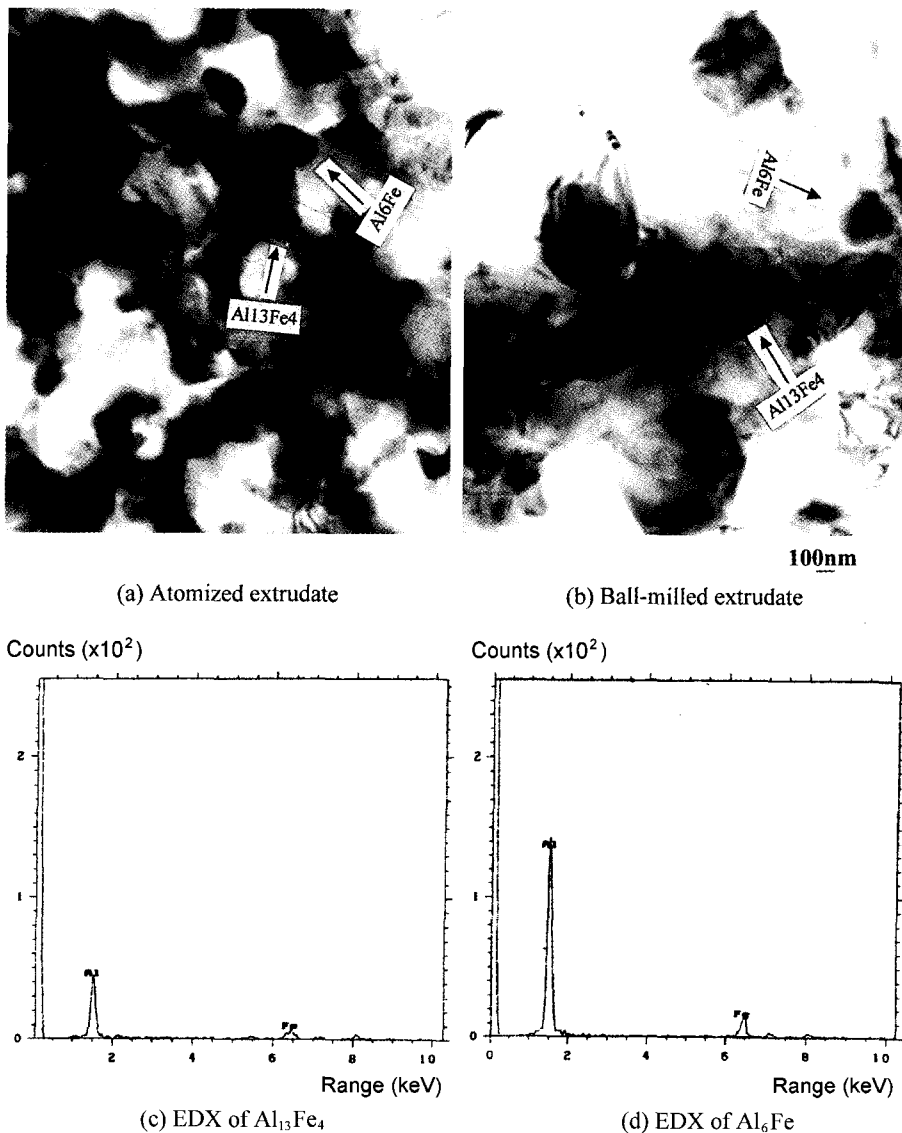 Al6Fe
Al13Fe4
Al6Fe
Al13Fe4
100nm
(a) Atomized extrudate
(b) Ball-milled extrudate
Counts (x10²)
2
1
0
Al
Fe
2 4 6 8 10
Range (keV)
(c) EDX of Al₁₃Fe₄
Counts (x10²)
2
1
0
Al
Fe
0 2 4 6 8 10
Range (keV)
(d) EDX of Al₆Fe